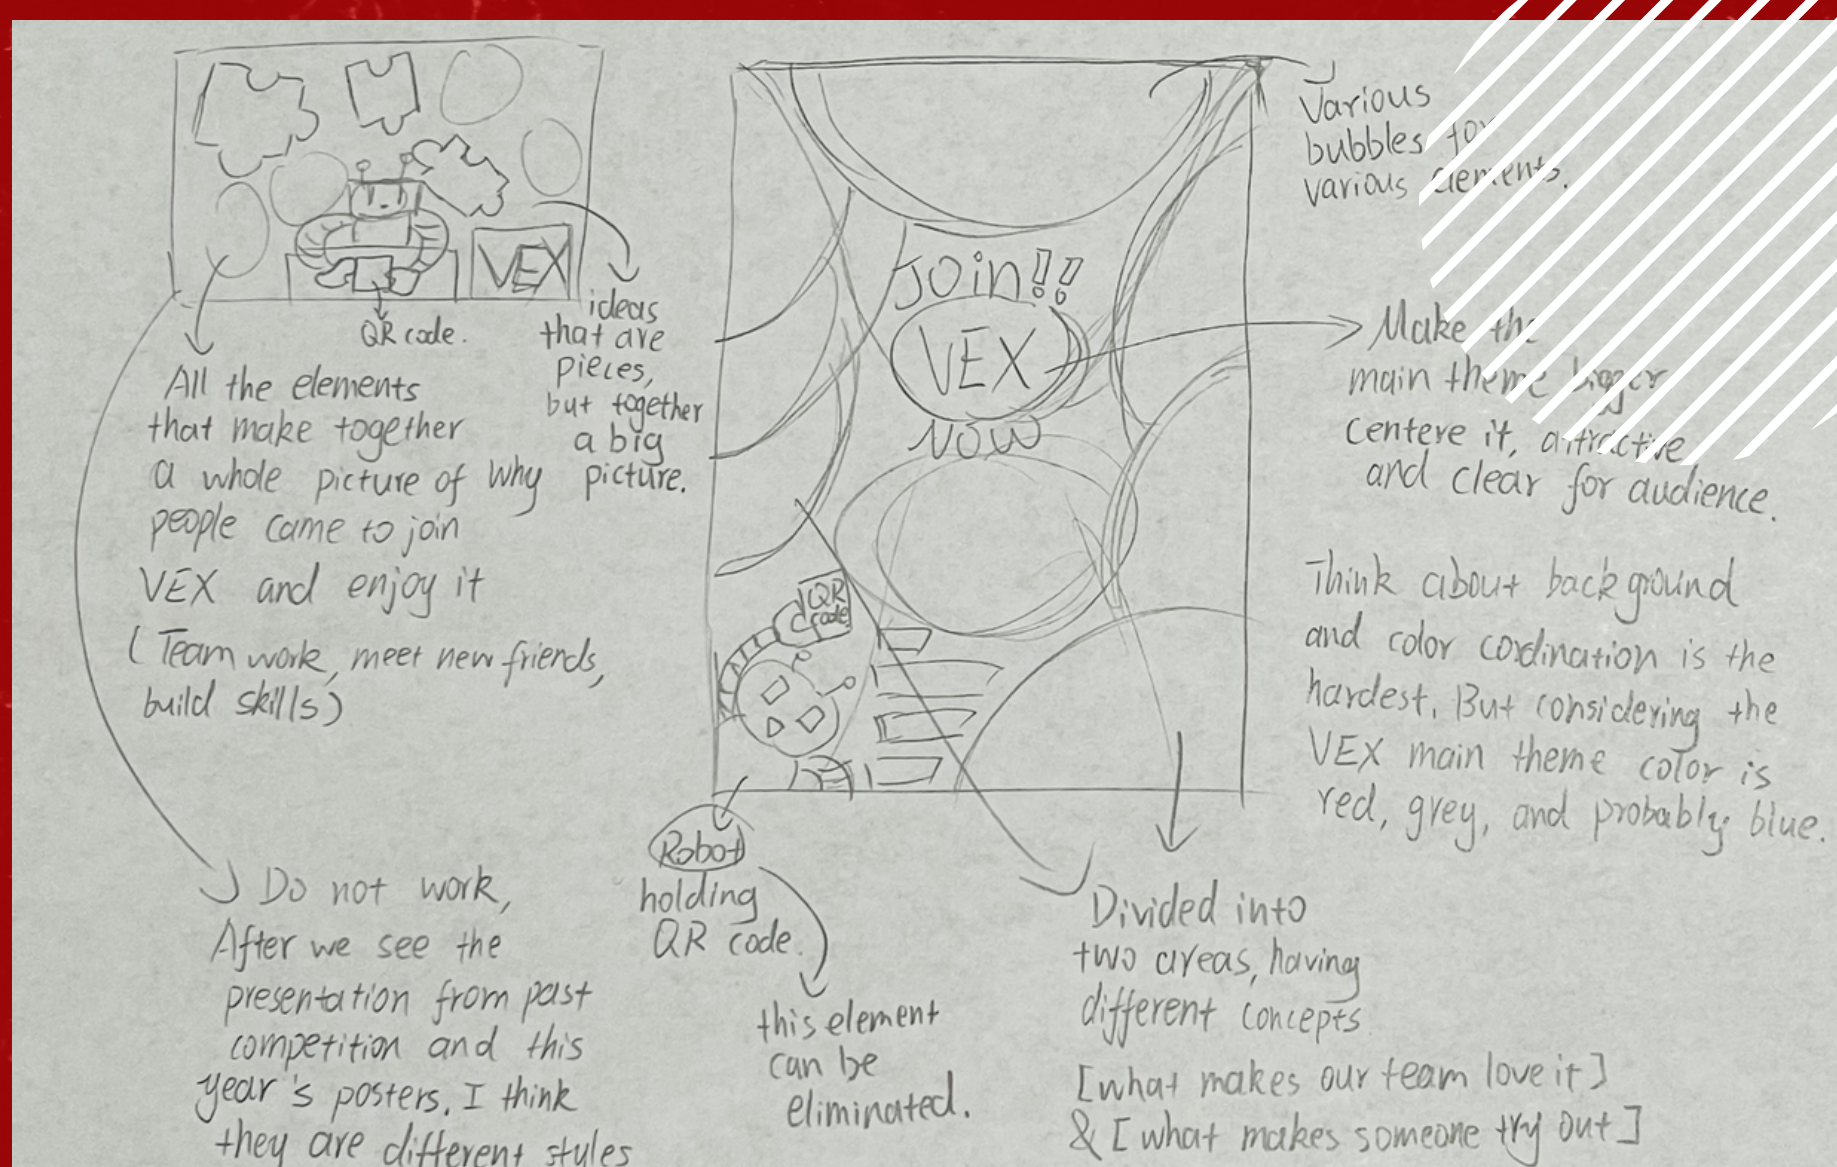 VEX
QR code.
ideas
that are
pieces,
but together
a big
picture.
All the elements
that make together
a whole picture of why
people came to join
VEX and enjoy it
(Team work, meet new friends,
build skills)
Do not work,
After we see the
presentation from past
competition and this
year's posters. I think
they are different styles
Join!!
VEX
NOW
QR
code
Robot
holding
QR code.
this element
can be
eliminated.
Various
bubbles for
various elements.
Make the
main theme bigger
centere it, attractive
and clear for audience.
Think about background
and color cordination is the
hardest. But considering the
VEX main theme color is
red, grey, and probably blue.
Divided into
two areas, having
different concepts.
[what makes our team love it]
& [what makes someone try out]